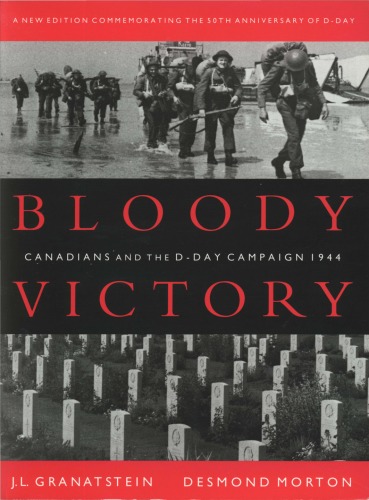 A NEW EDITION COMMEMORATING THE 50TH ANNIVERSARY OF D-DAY
BLOODY
CANADIANS AND THE D-DAY CAMPAIGN 1944
VICTORY
J.L. GRANATSTEIN DESMOND MORTON